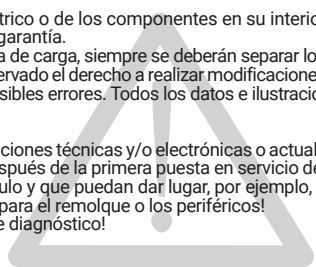 trico o de los componentes en su interio
garantía.
a de carga, siempre se deberán separar lo
ervado el derecho a realizar modificacione
sibles errores. Todos los datos e ilustracio
ciones técnicas y/o electrónicas o actual
spués de la primera puesta en servicio de
ulo y que puedan dar lugar, por ejemplo,
para el remolque o los periféricos!
e diagnóstico!